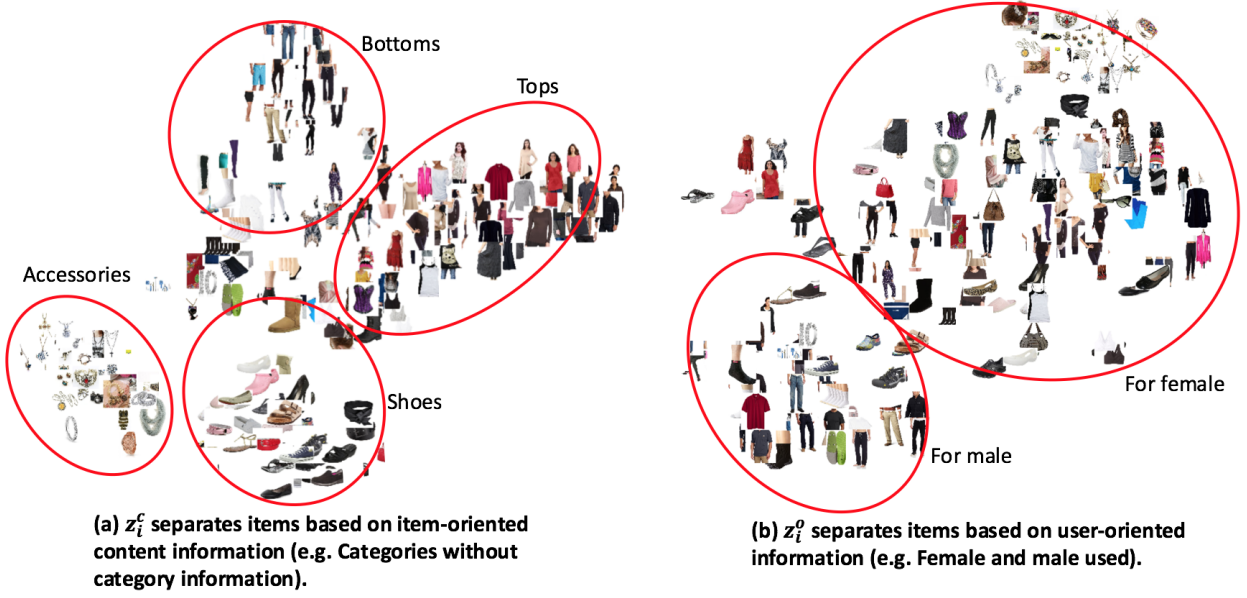 Bottoms
Tops
Accessories
Shoes
(a) z_i^c separates items based on item-oriented
content information (e.g. Categories without
category information).
For female
For male
(b) z_i^o separates items based on user-oriented
information (e.g. Female and male used).